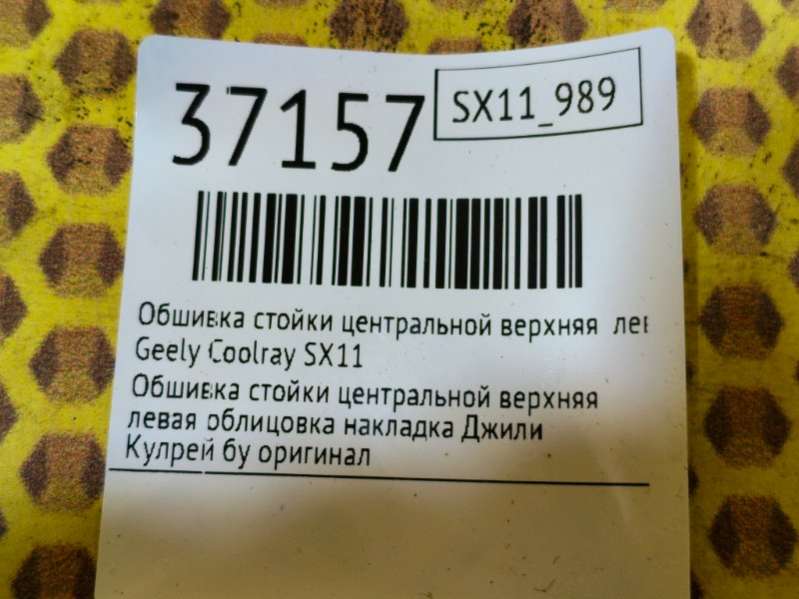 37157
SX11_989
Обшивка стойки центральной верхняя
Geely Coolray SX11
Обшивка стойки центральной верхняя
левая облицовка накладка Джили
Кулрей бу оригинал